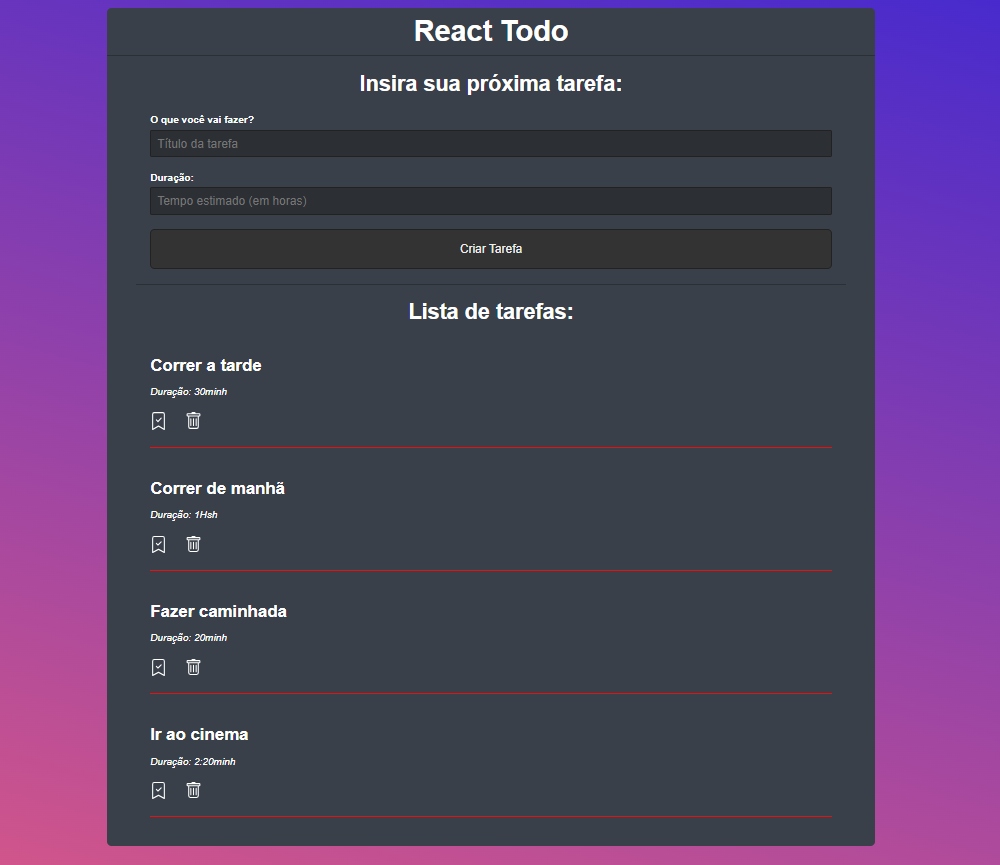 React Todo
Insira sua próxima tarefa:
O que você vai fazer?
Título da tarefa
Duração:
Tempo estimado (em horas)
Criar Tarefa
Lista de tarefas:
Correr a tarde
Duração: 30minh
Correr de manhã
Duração: 1Hsh
Fazer caminhada
Duração: 20minh
Ir ao cinema
Duração: 2:20minh